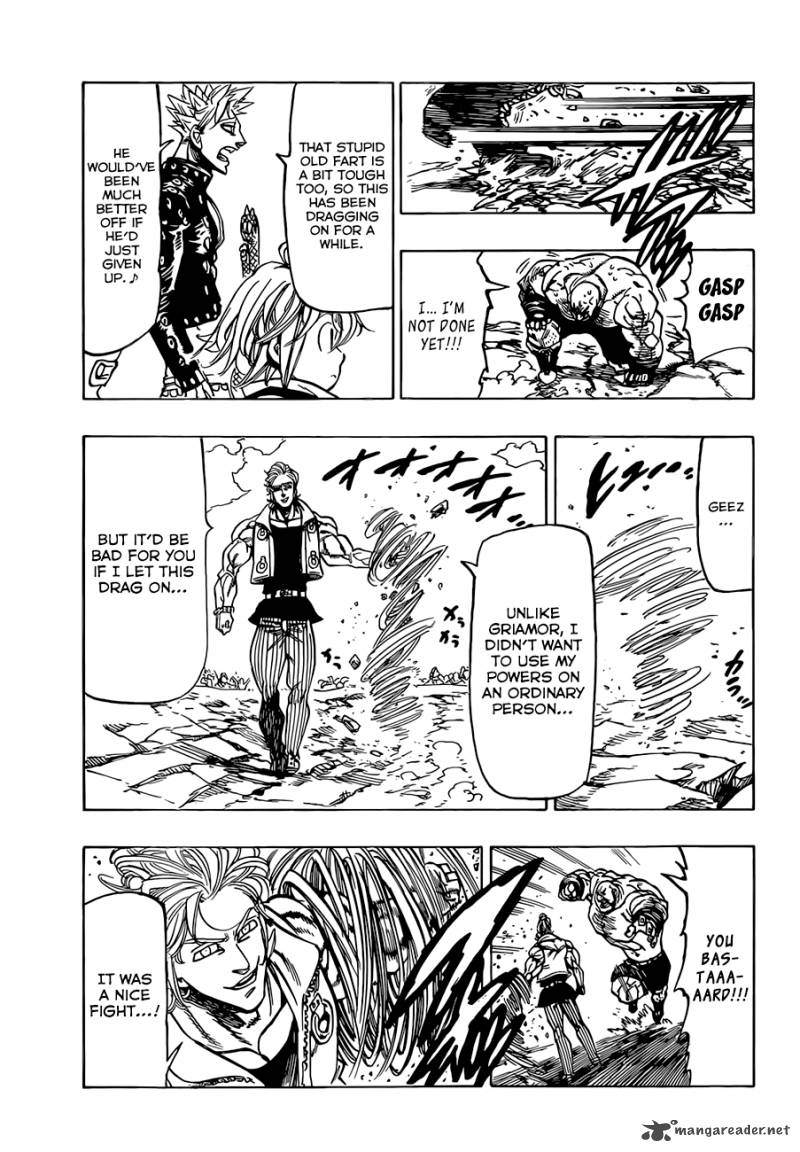 GASP
GASP
I... I'M
NOT DONE
YET!!!
THAT STUPID
OLD FART IS
A BIT TOUGH
TOO, SO THIS
HAS BEEN
DRAGGING
ON FOR A
WHILE.
HE
WOULD'VE
BEEN
MUCH
BETTER
OFF IF
HE'D
JUST
GIVEN
UP.♪
GEEZ
...
UNLIKE
GRIAMOR, I
DIDN'T WANT
TO USE MY
POWERS ON
AN ORDINARY
PERSON...
BUT IT'D BE
BAD FOR YOU
IF I LET THIS
DRAG ON...
YOU
BAS-
TAAA-
AARD!!!
IT WAS
A NICE
FIGHT...!
mangareader.net